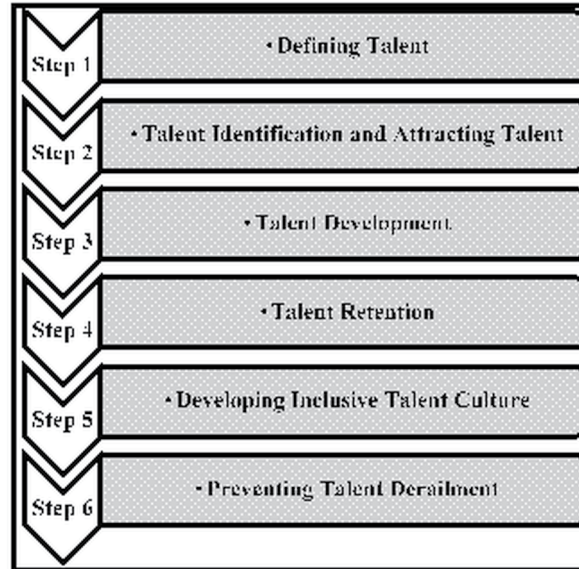 Step 1
• Defining Talent
Step 2
• Talent Identification and Attracting Talent
Step 3
• Talent Development
Step 4
• Talent Retention
Step 5
• Developing Inclusive Talent Culture
Step 6
• Preventing Talent Derailment